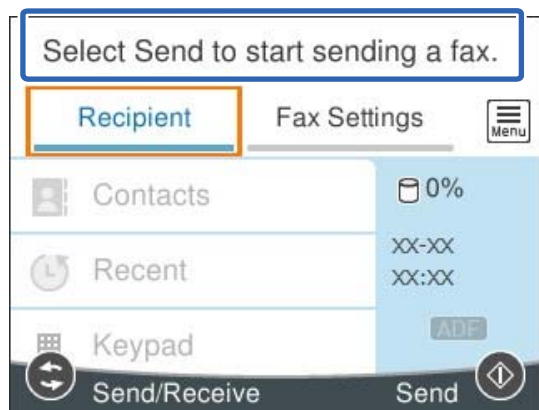 Select Send to start sending a fax.
Recipient Fax Settings Menu
Contacts 0%
XX-XX
Recent XX:XX
Keypad ADF
Send/Receive Send